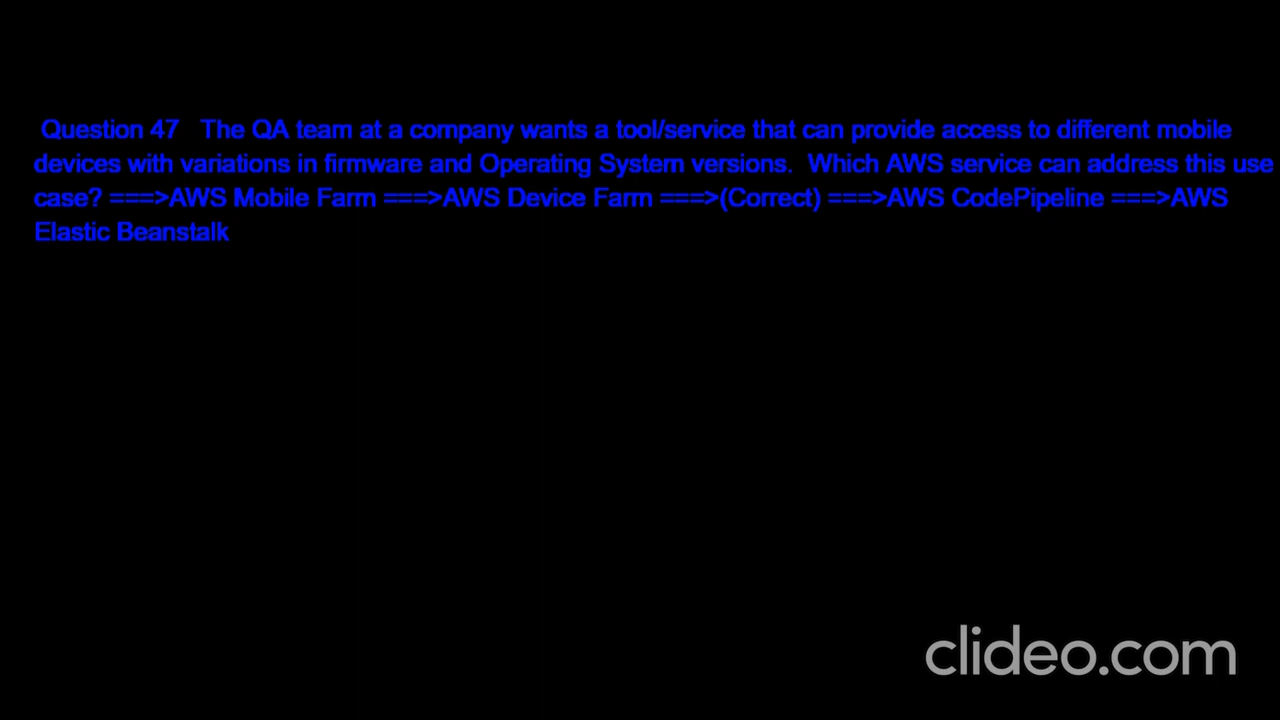 Question 47   The QA team at a company wants a tool/service that can provide access to different mobile
devices with variations in firmware and Operating System versions.  Which AWS service can address this use
case? ===>AWS Mobile Farm ===>AWS Device Farm ===>(Correct) ===>AWS CodePipeline ===>AWS
Elastic Beanstalk
clideo.com